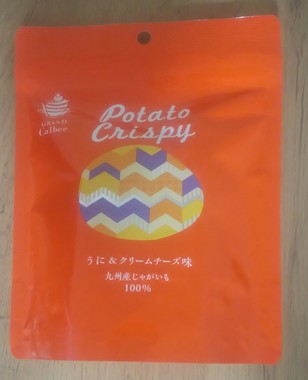 GRAND
Calbee
Potato
Crispy
うに&クリームチーズ味
九州産じゃがいも
100%